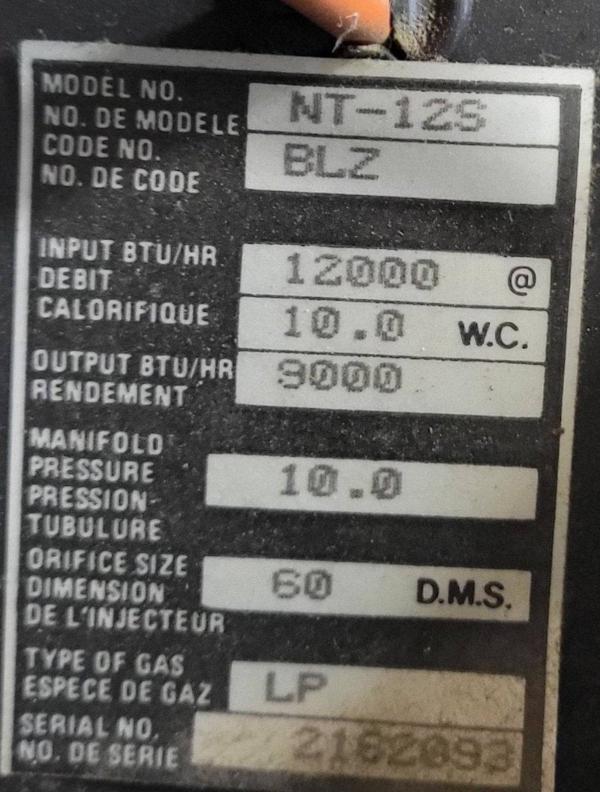 MODEL NO. NT-12S
NO. DE MODELE
CODE NO. BLZ
NO. DE CODE
INPUT BTU/HR 12000 @
DEBIT
CALORIFIQUE 10.0 W.C.
OUTPUT BTU/HR 9000
RENDEMENT
MANIFOLD
PRESSURE 10.0
PRESSION-
TUBULURE
ORIFICE SIZE 60 D.M.S.
DIMENSION
DE L'INJECTEUR
TYPE OF GAS LP
ESPECE DE GAZ
SERIAL NO. 2182093
NO. DE SERIE